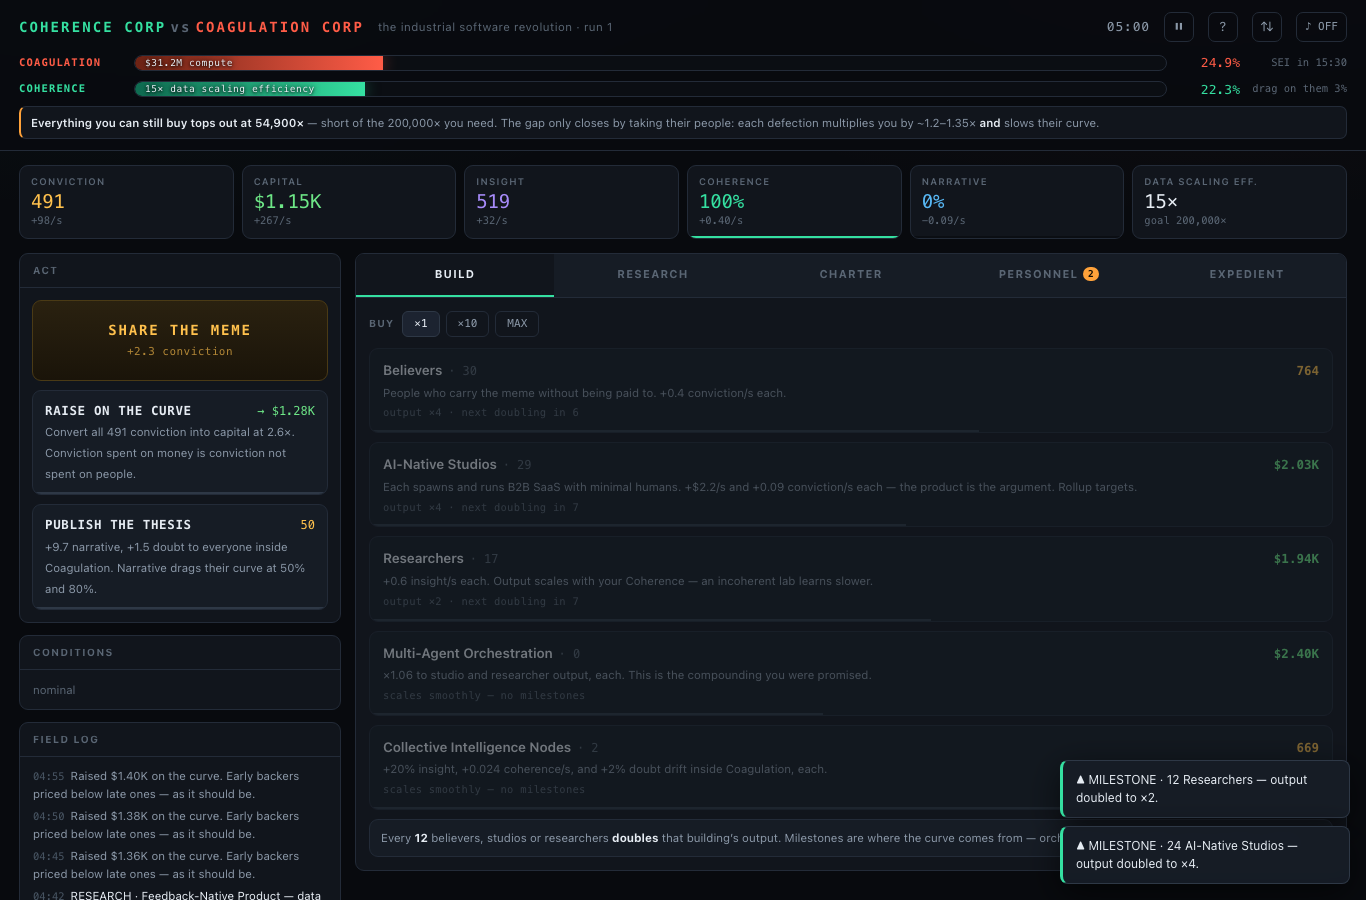 COHERENCE CORP vs COAGULATION CORP the industrial software revolution · run 1
05:00 ? ♪ OFF
COAGULATION $31.2M compute 24.9% SEI in 15:30
COHERENCE 15× data scaling efficiency 22.3% drag on them 3%
Everything you can still buy tops out at 54,900× — short of the 200,000× you need. The gap only closes by taking their people: each defection multiplies you by ~1.2–1.35× and slows their curve.
CONVICTION
491
+98/s
CAPITAL
$1.15K
+267/s
INSIGHT
519
+32/s
COHERENCE
100%
+0.40/s
NARRATIVE
0%
−0.09/s
DATA SCALING EFF.
15×
goal 200,000×
ACT
SHARE THE MEME
+2.3 conviction
RAISE ON THE CURVE → $1.28K
Convert all 491 conviction into capital at 2.6×.
Conviction spent on money is conviction not
spent on people.
PUBLISH THE THESIS 50
+9.7 narrative, +1.5 doubt to everyone inside
Coagulation. Narrative drags their curve at 50%
and 80%.
CONDITIONS
nominal
FIELD LOG
04:55 Raised $1.40K on the curve. Early backers
priced below late ones — as it should be.
04:50 Raised $1.38K on the curve. Early backers
priced below late ones — as it should be.
04:45 Raised $1.36K on the curve. Early backers
priced below late ones — as it should be.
04:42 RESEARCH · Feedback-Native Product — data
BUILD RESEARCH CHARTER PERSONNEL 2 EXPEDIENT
BUY ×1 ×10 MAX
Believers · 30 764
People who carry the meme without being paid to. +0.4 conviction/s each.
output ×4 · next doubling in 6
AI-Native Studios · 29 $2.03K
Each spawns and runs B2B SaaS with minimal humans. +$2.2/s and +0.09 conviction/s each — the product is the argument. Rollup targets.
output ×4 · next doubling in 7
Researchers · 17 $1.94K
+0.6 insight/s each. Output scales with your Coherence — an incoherent lab learns slower.
output ×2 · next doubling in 7
Multi-Agent Orchestration · 0 $2.40K
×1.06 to studio and researcher output, each. This is the compounding you were promised.
scales smoothly — no milestones
Collective Intelligence Nodes · 2 669
+20% insight, +0.024 coherence/s, and +2% doubt drift inside Coagulation, each.
scales smoothly — no milestones
Every 12 believers, studios or researchers doubles that building's output. Milestones are where the curve comes from —
▲ MILESTONE · 12 Researchers — output
doubled to ×2.
▲ MILESTONE · 24 AI-Native Studios —
output doubled to ×4.